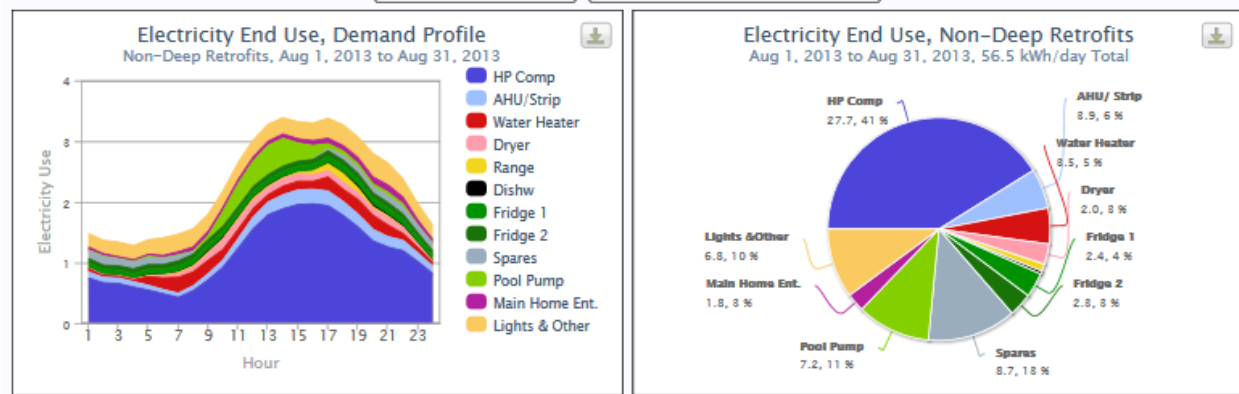 Electricity End Use, Demand Profile
Non-Deep Retrofits, Aug 1, 2013 to Aug 31, 2013
Electricity Use
4
3
2
1
0
1 3 5 7 9 11 13 15 17 19 21 23
Hour
HP Comp
AHU/Strip
Water Heater
Dryer
Range
Dishw
Fridge 1
Fridge 2
Spares
Pool Pump
Main Home Ent.
Lights & Other
Electricity End Use, Non-Deep Retrofits
Aug 1, 2013 to Aug 31, 2013, 56.5 kWh/day Total
HP Comp
27.7, 41 %
AHU/ Strip
8.9, 6 %
Water Heater
8.5, 5 %
Dryer
2.0, 8 %
Fridge 1
2.4, 4 %
Fridge 2
2.8, 8 %
Spares
8.7, 18 %
Pool Pump
7.2, 11 %
Main Home Ent.
1.8, 8 %
Lights &Other
6.8, 10 %